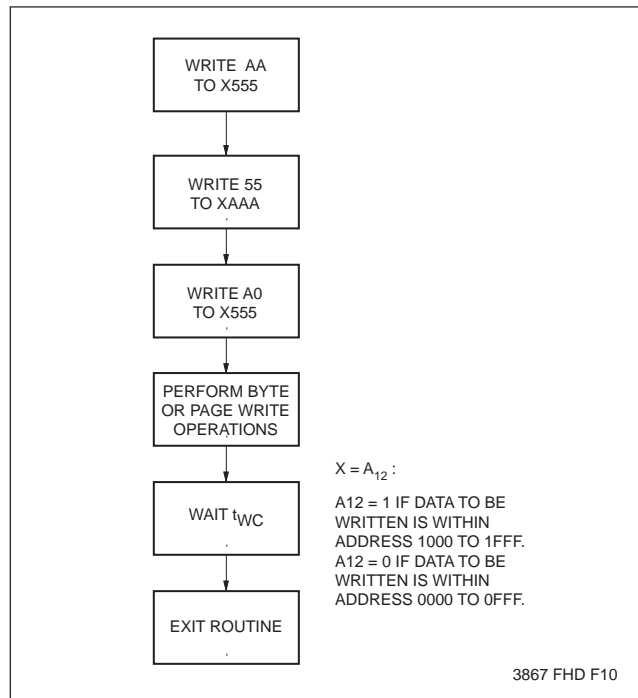 WRITE AA
TO X555
WRITE 55
TO XAAA
WRITE A0
TO X555
PERFORM BYTE
OR PAGE WRITE
OPERATIONS
WAIT tWC
EXIT ROUTINE
X = A12 :
A12 = 1 IF DATA TO BE
WRITTEN IS WITHIN
ADDRESS 1000 TO 1FFF.
A12 = 0 IF DATA TO BE
WRITTEN IS WITHIN
ADDRESS 0000 TO 0FFF.
3867 FHD F10